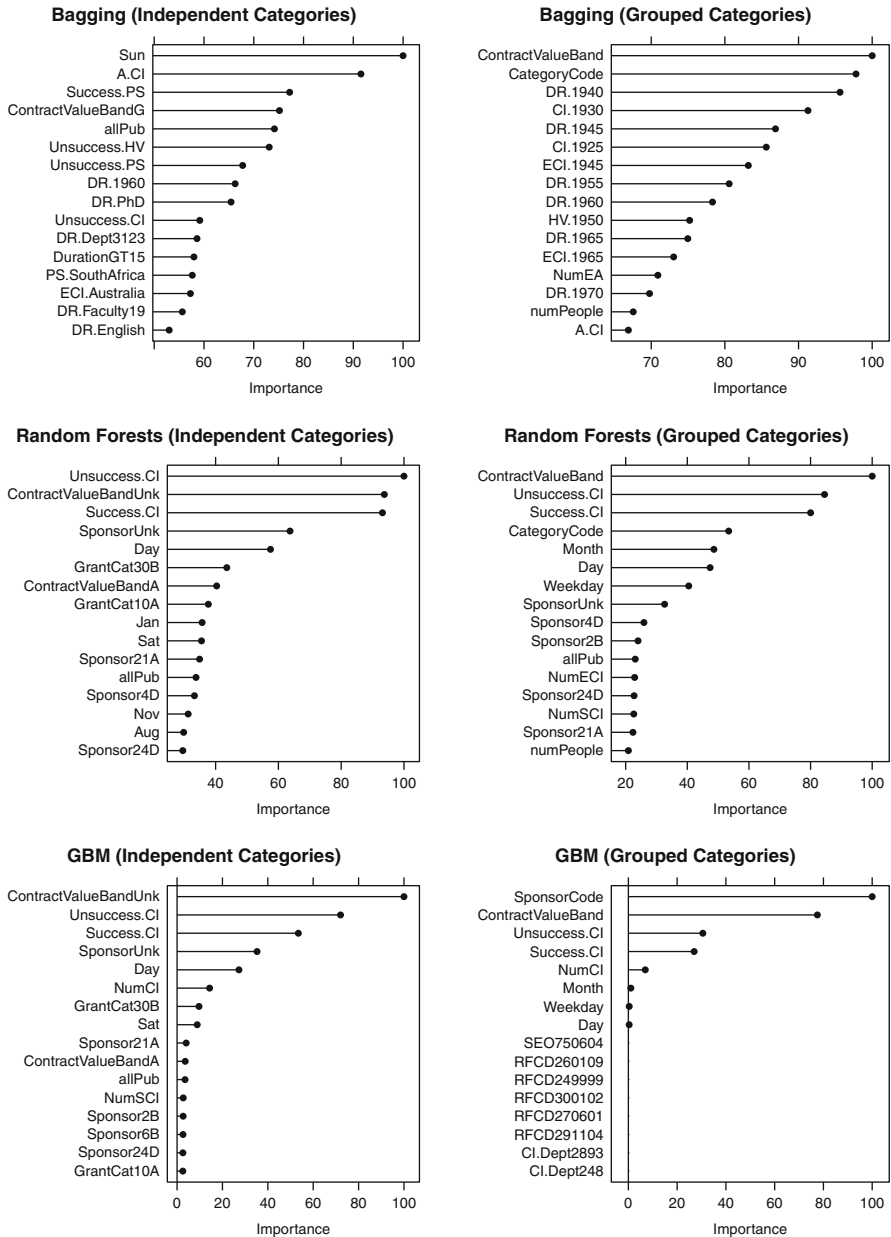 Bagging (Independent Categories)
Sun
A.CI
Success.PS
ContractValueBandG
allPub
Unsuccess.HV
Unsuccess.PS
DR.1960
DR.PhD
Unsuccess.CI
DR.Dept3123
DurationGT15
PS.SouthAfrica
ECI.Australia
DR.Faculty19
DR.English
60 70 80 90 100
Importance
Bagging (Grouped Categories)
ContractValueBand
CategoryCode
DR.1940
CI.1930
DR.1945
CI.1925
ECI.1945
DR.1955
DR.1960
HV.1950
DR.1965
ECI.1965
NumEA
DR.1970
numPeople
A.CI
70 80 90 100
Importance
Random Forests (Independent Categories)
Unsuccess.CI
ContractValueBandUnk
Success.CI
SponsorUnk
Day
GrantCat30B
ContractValueBandA
GrantCat10A
Jan
Sat
Sponsor21A
allPub
Sponsor4D
Nov
Aug
Sponsor24D
40 60 80 100
Importance
Random Forests (Grouped Categories)
ContractValueBand
Unsuccess.CI
Success.CI
CategoryCode
Month
Day
Weekday
SponsorUnk
Sponsor4D
Sponsor2B
allPub
NumECI
Sponsor24D
NumSCI
Sponsor21A
numPeople
20 40 60 80 100
Importance
GBM (Independent Categories)
ContractValueBandUnk
Unsuccess.CI
Success.CI
SponsorUnk
Day
NumCI
GrantCat30B
Sat
Sponsor21A
ContractValueBandA
allPub
NumSCI
Sponsor2B
Sponsor6B
Sponsor24D
GrantCat10A
0 20 40 60 80 100
Importance
GBM (Grouped Categories)
SponsorCode
ContractValueBand
Unsuccess.CI
Success.CI
NumCI
Month
Weekday
Day
SEO750604
RFCD260109
RFCD249999
RFCD300102
RFCD270601
RFCD291104
CI.Dept2893
CI.Dept248
0 20 40 60 80 100
Importance